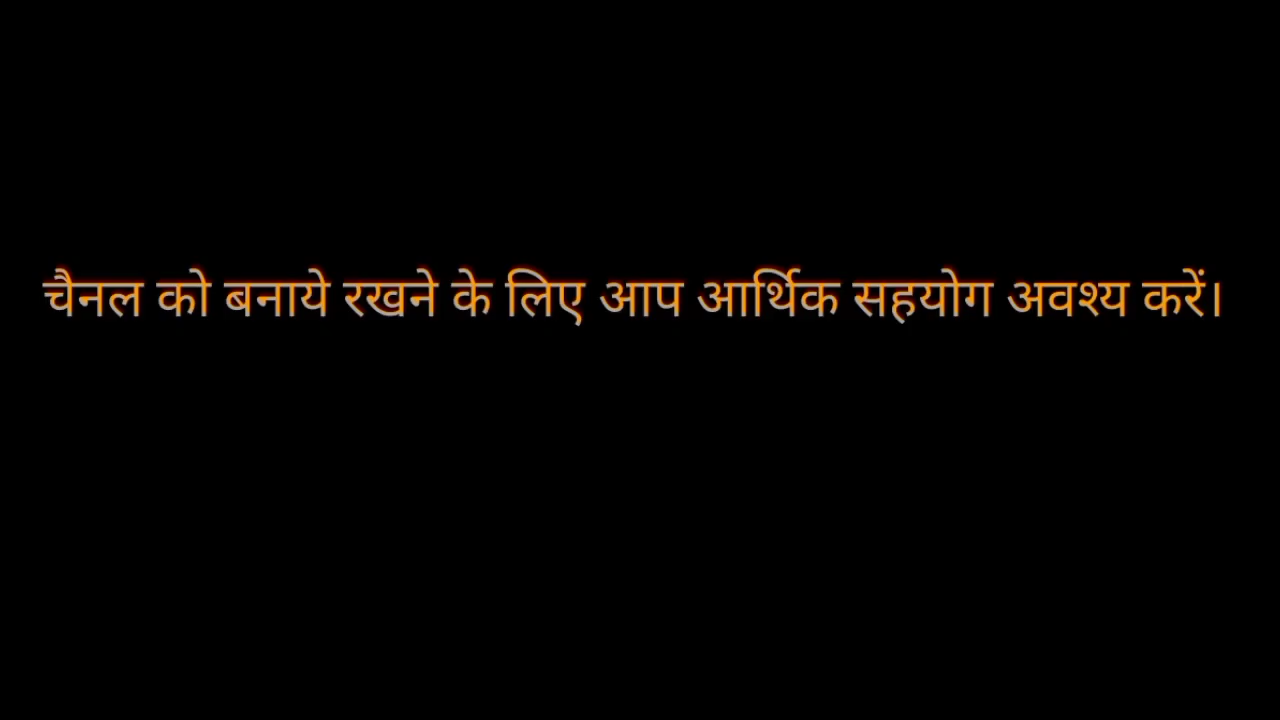 चैनल को बनाये रखने के लिए आप आर्थिक सहयोग अवश्य करें।